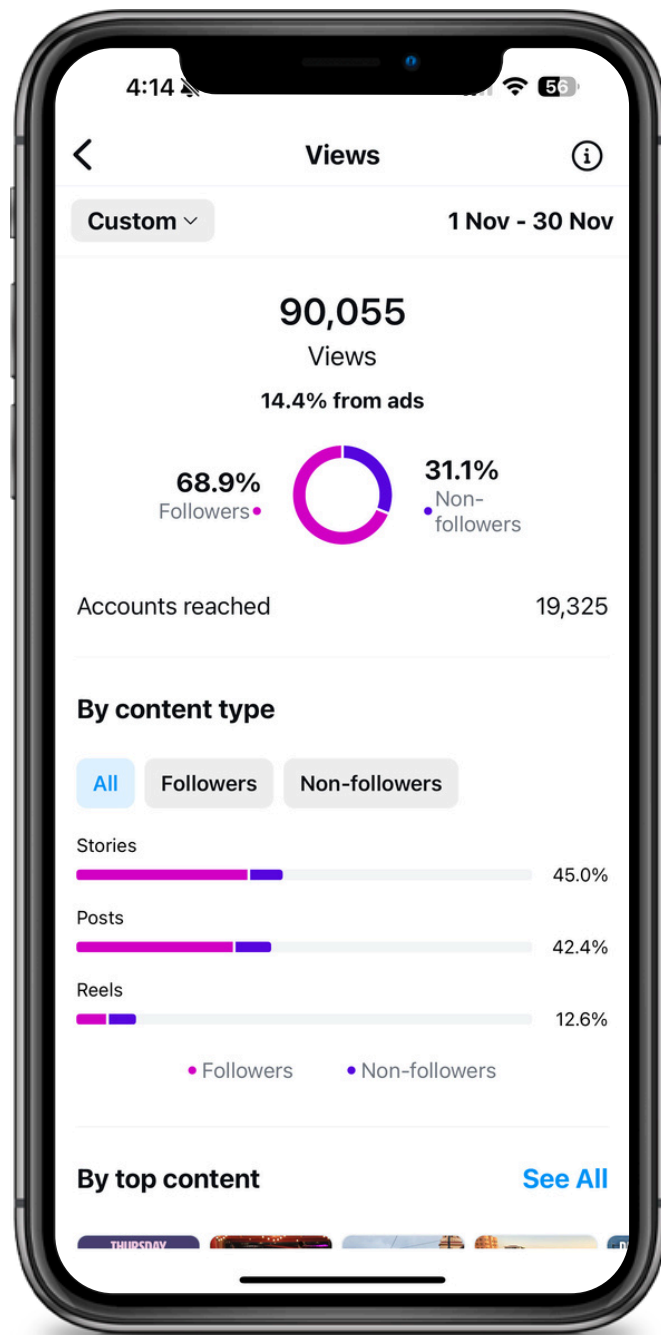 4:14
56
Views
Custom
1 Nov - 30 Nov
90,055
Views
14.4% from ads
68.9%
Followers
31.1%
Non-
followers
Accounts reached 19,325
By content type
All Followers Non-followers
Stories
45.0%
Posts
42.4%
Reels
12.6%
Followers Non-followers
By top content See All
THURSDAY